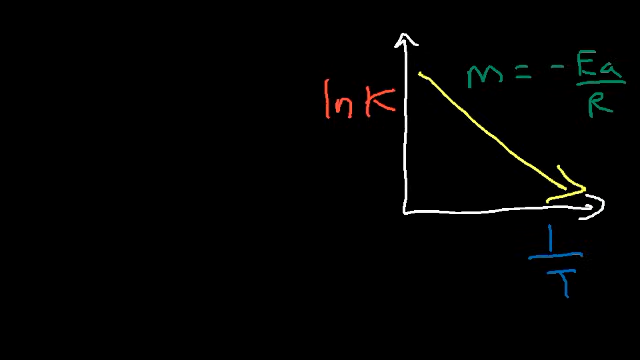 m = -Ea/R
ln K
1/T